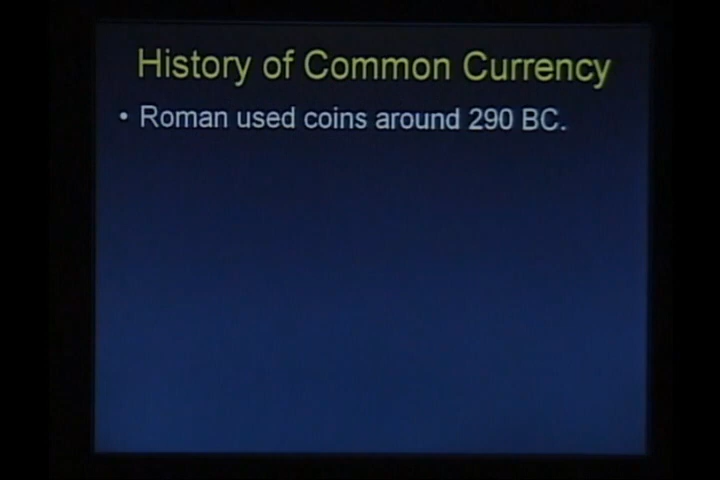 History of Common Currency
• Roman used coins around 290 BC.